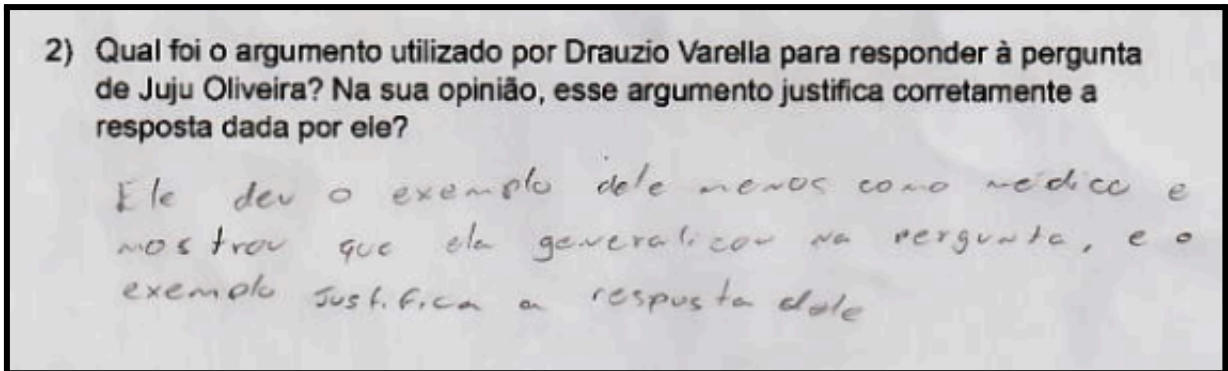 2) Qual foi o argumento utilizado por Drauzio Varella para responder à pergunta
de Juju Oliveira? Na sua opinião, esse argumento justifica corretamente a
resposta dada por ele?
Ele deu o exemplo dele menos como médico e
mostrou que ela generalicou na pergunta, e o
exemplo justifica a resposta dele